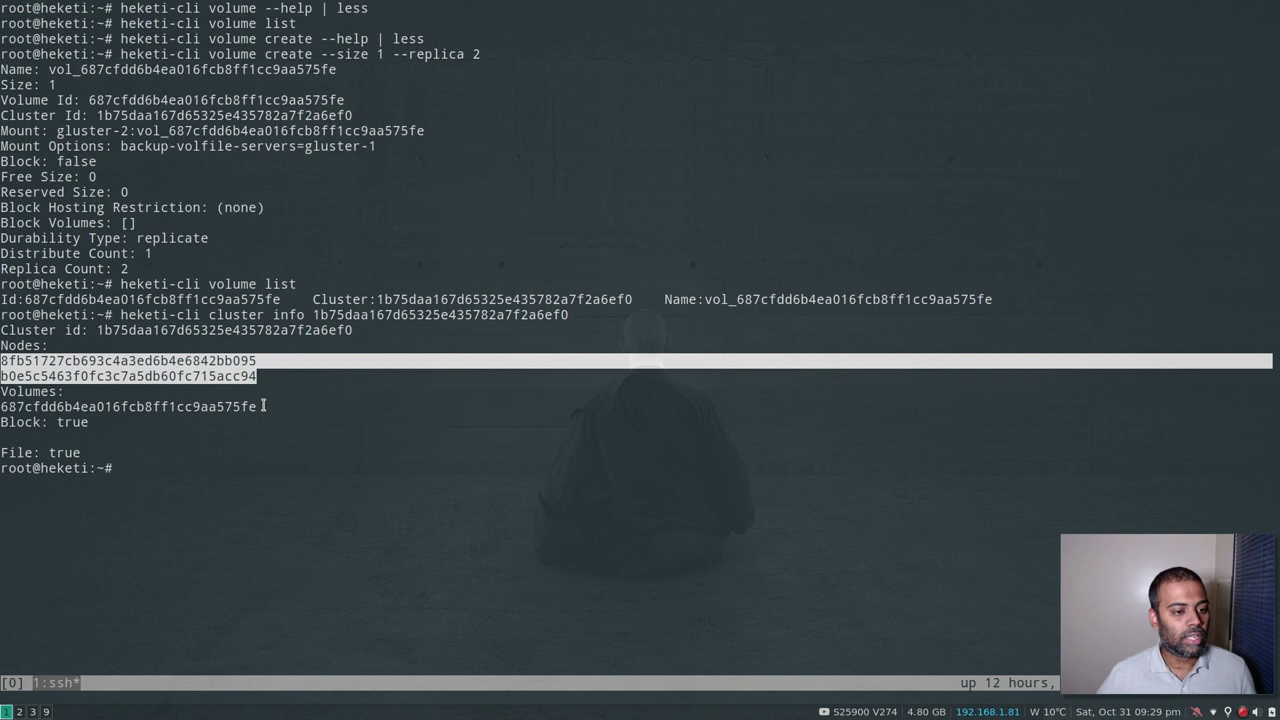 root@heketi:~# heketi-cli volume --help | less
root@heketi:~# heketi-cli volume list
root@heketi:~# heketi-cli volume create --help | less
root@heketi:~# heketi-cli volume create --size 1 --replica 2
Name: vol_687cfdd6b4ea016fcb8ff1cc9aa575fe
Size: 1
Volume Id: 687cfdd6b4ea016fcb8ff1cc9aa575fe
Cluster Id: 1b75daa167d65325e435782a7f2a6ef0
Mount: gluster-2:vol_687cfdd6b4ea016fcb8ff1cc9aa575fe
Mount Options: backup-volfile-servers=gluster-1
Block: false
Free Size: 0
Reserved Size: 0
Block Hosting Restriction: (none)
Block Volumes: []
Durability Type: replicate
Distribute Count: 1
Replica Count: 2
root@heketi:~# heketi-cli volume list
Id:687cfdd6b4ea016fcb8ff1cc9aa575fe    Cluster:1b75daa167d65325e435782a7f2a6ef0    Name:vol_687cfdd6b4ea016fcb8ff1cc9aa575fe
root@heketi:~# heketi-cli cluster info 1b75daa167d65325e435782a7f2a6ef0
Cluster id: 1b75daa167d65325e435782a7f2a6ef0
Nodes:
8fb51727cb693c4a3ed6b4e6842bb095
b0e5c5463f0fc3c7a5db60fc715acc94
Volumes:
687cfdd6b4ea016fcb8ff1cc9aa575fe
Block: true
File: true
root@heketi:~#
[0] 1:ssh* up 12 hours,
1 2 3 9 S25900 V274 4.80 GB 192.168.1.81 W 10°C Sat, Oct 31 09:29 pm